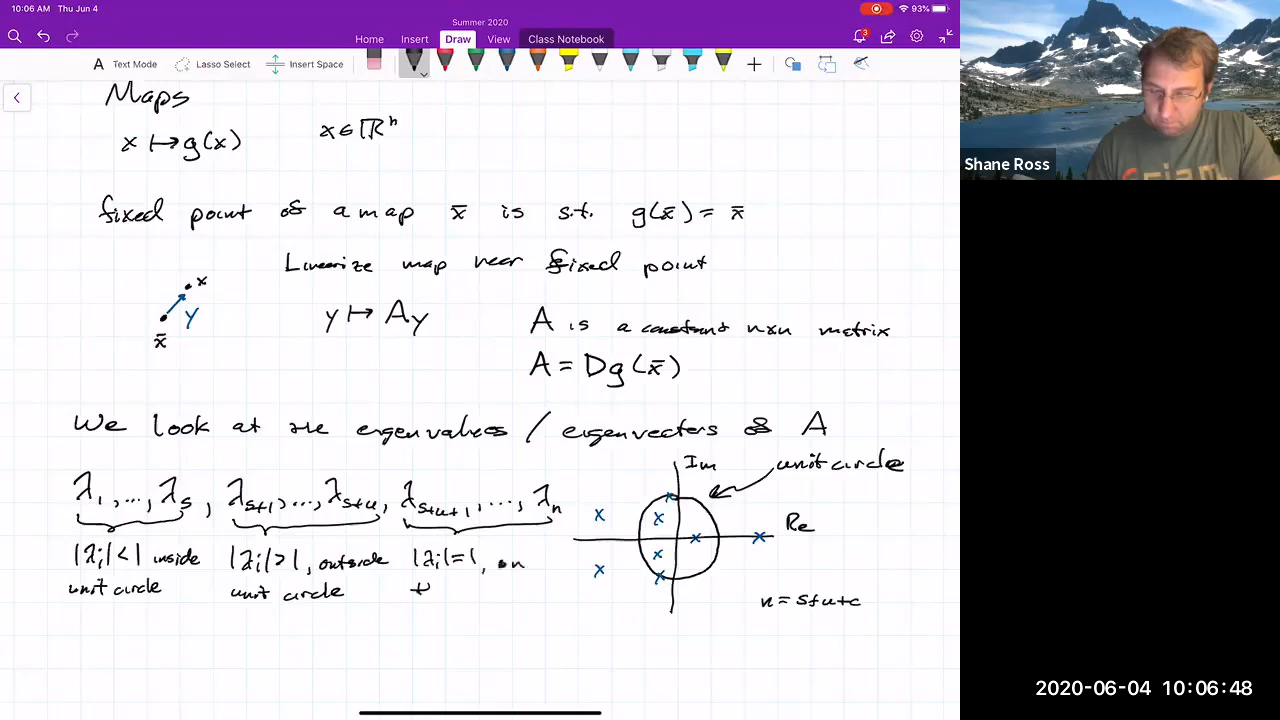 10:06 AM Thu Jun 4
93%
Summer 2020
Home Insert Draw View Class Notebook
3
A Text Mode Lasso Select Insert Space
Maps
x ↦ g(x) x ∈ ℝⁿ
fixed point of a map x̄ is s.t. g(x̄) = x̄
Linearize map near fixed point
x
y
x̄
y ↦ Ay
A is a constant nxn matrix
A = Dg(x̄)
We look at the eigenvalues / eigenvectors of A
λ₁, ..., λₛ, λₛ₊₁, ..., λₛ₊ᵤ, λₛ₊ᵤ₊₁, ..., λₙ
|λᵢ| < 1 inside
unit circle
|λᵢ| > 1, outside
unit circle
|λᵢ| = 1, on
t
Im
unit circle
Re
n = s+u+c
Shane Ross
2020-06-04 10:06:48